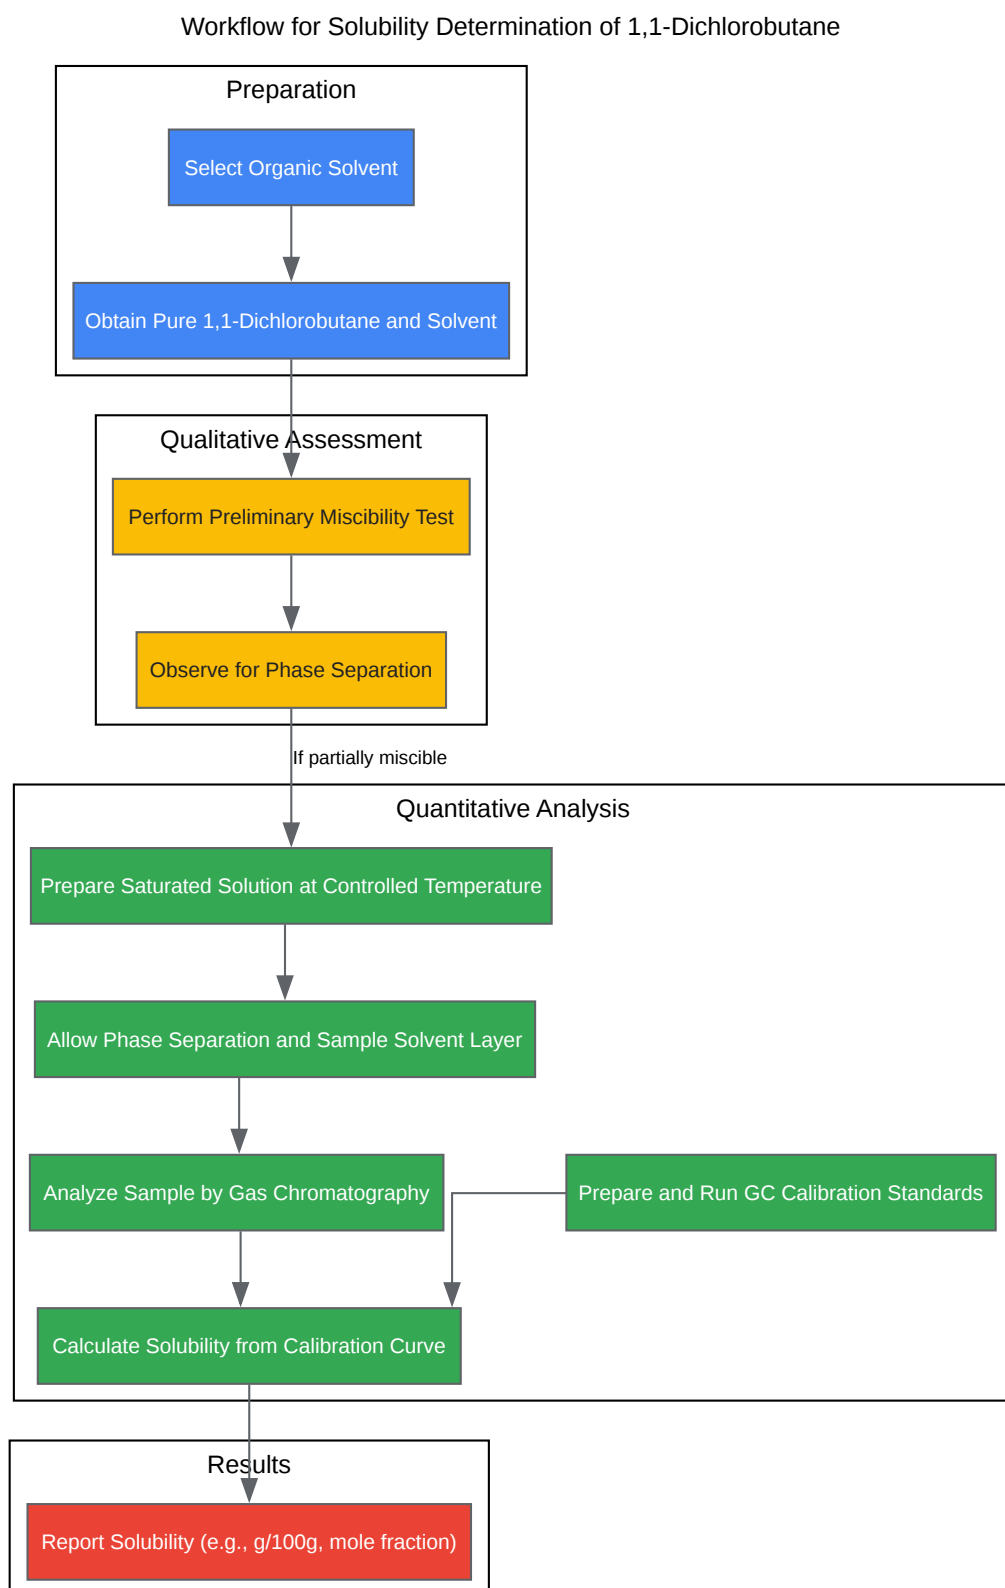 Workflow for Solubility Determination of 1,1-Dichlorobutane
Preparation
Select Organic Solvent
Obtain Pure 1,1-Dichlorobutane and Solvent
Qualitative Assessment
Perform Preliminary Miscibility Test
Observe for Phase Separation
If partially miscible
Quantitative Analysis
Prepare Saturated Solution at Controlled Temperature
Allow Phase Separation and Sample Solvent Layer
Analyze Sample by Gas Chromatography
Prepare and Run GC Calibration Standards
Calculate Solubility from Calibration Curve
Results
Report Solubility (e.g., g/100g, mole fraction)